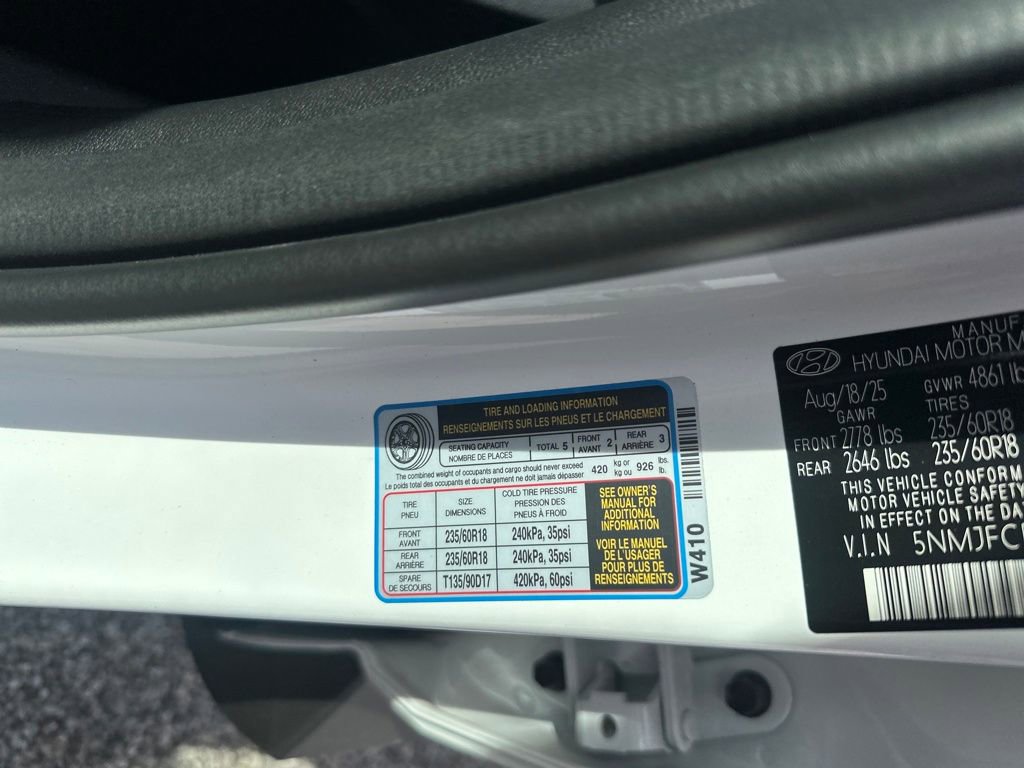 TIRE AND LOADING INFORMATION
RENSEIGNEMENTS SUR LES PNEUS ET LE CHARGEMENT
SEATING CAPACITY
NOMBRE DE PLACES
TOTAL 5
FRONT
AVANT 2
REAR
ARRIÈRE 3
The combined weight of occupants and cargo should never exceed
Le poids total des occupants et du chargement ne doit jamais dépasser
420 kg or
kg ou 926 lbs.
lb.
TIRE
PNEU
SIZE
DIMENSIONS
COLD TIRE PRESSURE
PRESSION DES
PNEUS À FROID
FRONT
AVANT
235/60R18
240kPa, 35psi
REAR
ARRIÈRE
235/60R18
240kPa, 35psi
SPARE
DE SECOURS
T135/90D17
420kPa, 60psi
SEE OWNER'S
MANUAL FOR
ADDITIONAL
INFORMATION
VOIR LE MANUEL
DE L'USAGER
POUR PLUS DE
RENSEIGNEMENTS
W410
MANUF
HYUNDAI MOTOR M
Aug/18/25 GVWR 4861 lb
GAWR TIRES
FRONT 2778 lbs 235/60R18
REAR 2646 lbs 235/60R18
THIS VEHICLE CONFORM
MOTOR VEHICLE SAFETY
IN EFFECT ON THE DA
V.I.N 5NMJFC